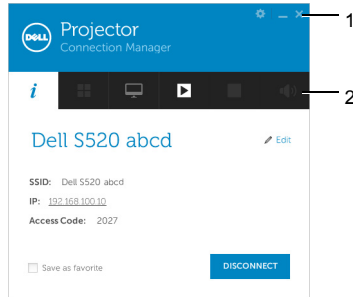 DELL
Projector
Connection Manager
1
i
2
Dell S520 abcd
Edit
SSID: Dell S520 abcd
IP: 192.168.100.10
Access Code: 2027
Save as favorite
DISCONNECT